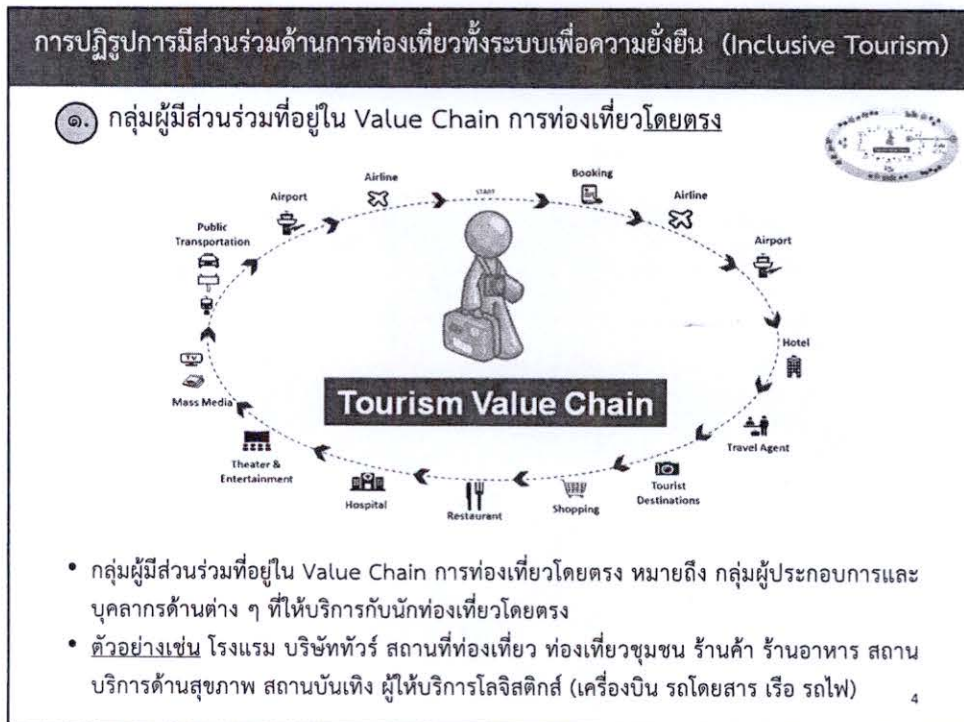 การปฏิรูปการมีส่วนร่วมด้านการท่องเที่ยวทั้งระบบเพื่อความยั่งยืน (Inclusive Tourism)
๑. กลุ่มผู้มีส่วนร่วมที่อยู่ใน Value Chain การท่องเที่ยวโดยตรง
START
Booking
Airline
Airport
Hotel
Travel Agent
Tourist
Destinations
Shopping
Restaurant
Hospital
Theater &
Entertainment
Mass Media
TV
Public
Transportation
Airport
Airline
Tourism Value Chain
• กลุ่มผู้มีส่วนร่วมที่อยู่ใน Value Chain การท่องเที่ยวโดยตรง หมายถึง กลุ่มผู้ประกอบการและ
บุคลากรด้านต่าง ๆ ที่ให้บริการกับนักท่องเที่ยวโดยตรง
• ตัวอย่างเช่น โรงแรม บริษัททัวร์ สถานที่ท่องเที่ยว ท่องเที่ยวชุมชน ร้านค้า ร้านอาหาร สถาน
บริการด้านสุขภาพ สถานบันเทิง ผู้ให้บริการโลจิสติกส์ (เครื่องบิน รถโดยสาร เรือ รถไฟ)
4